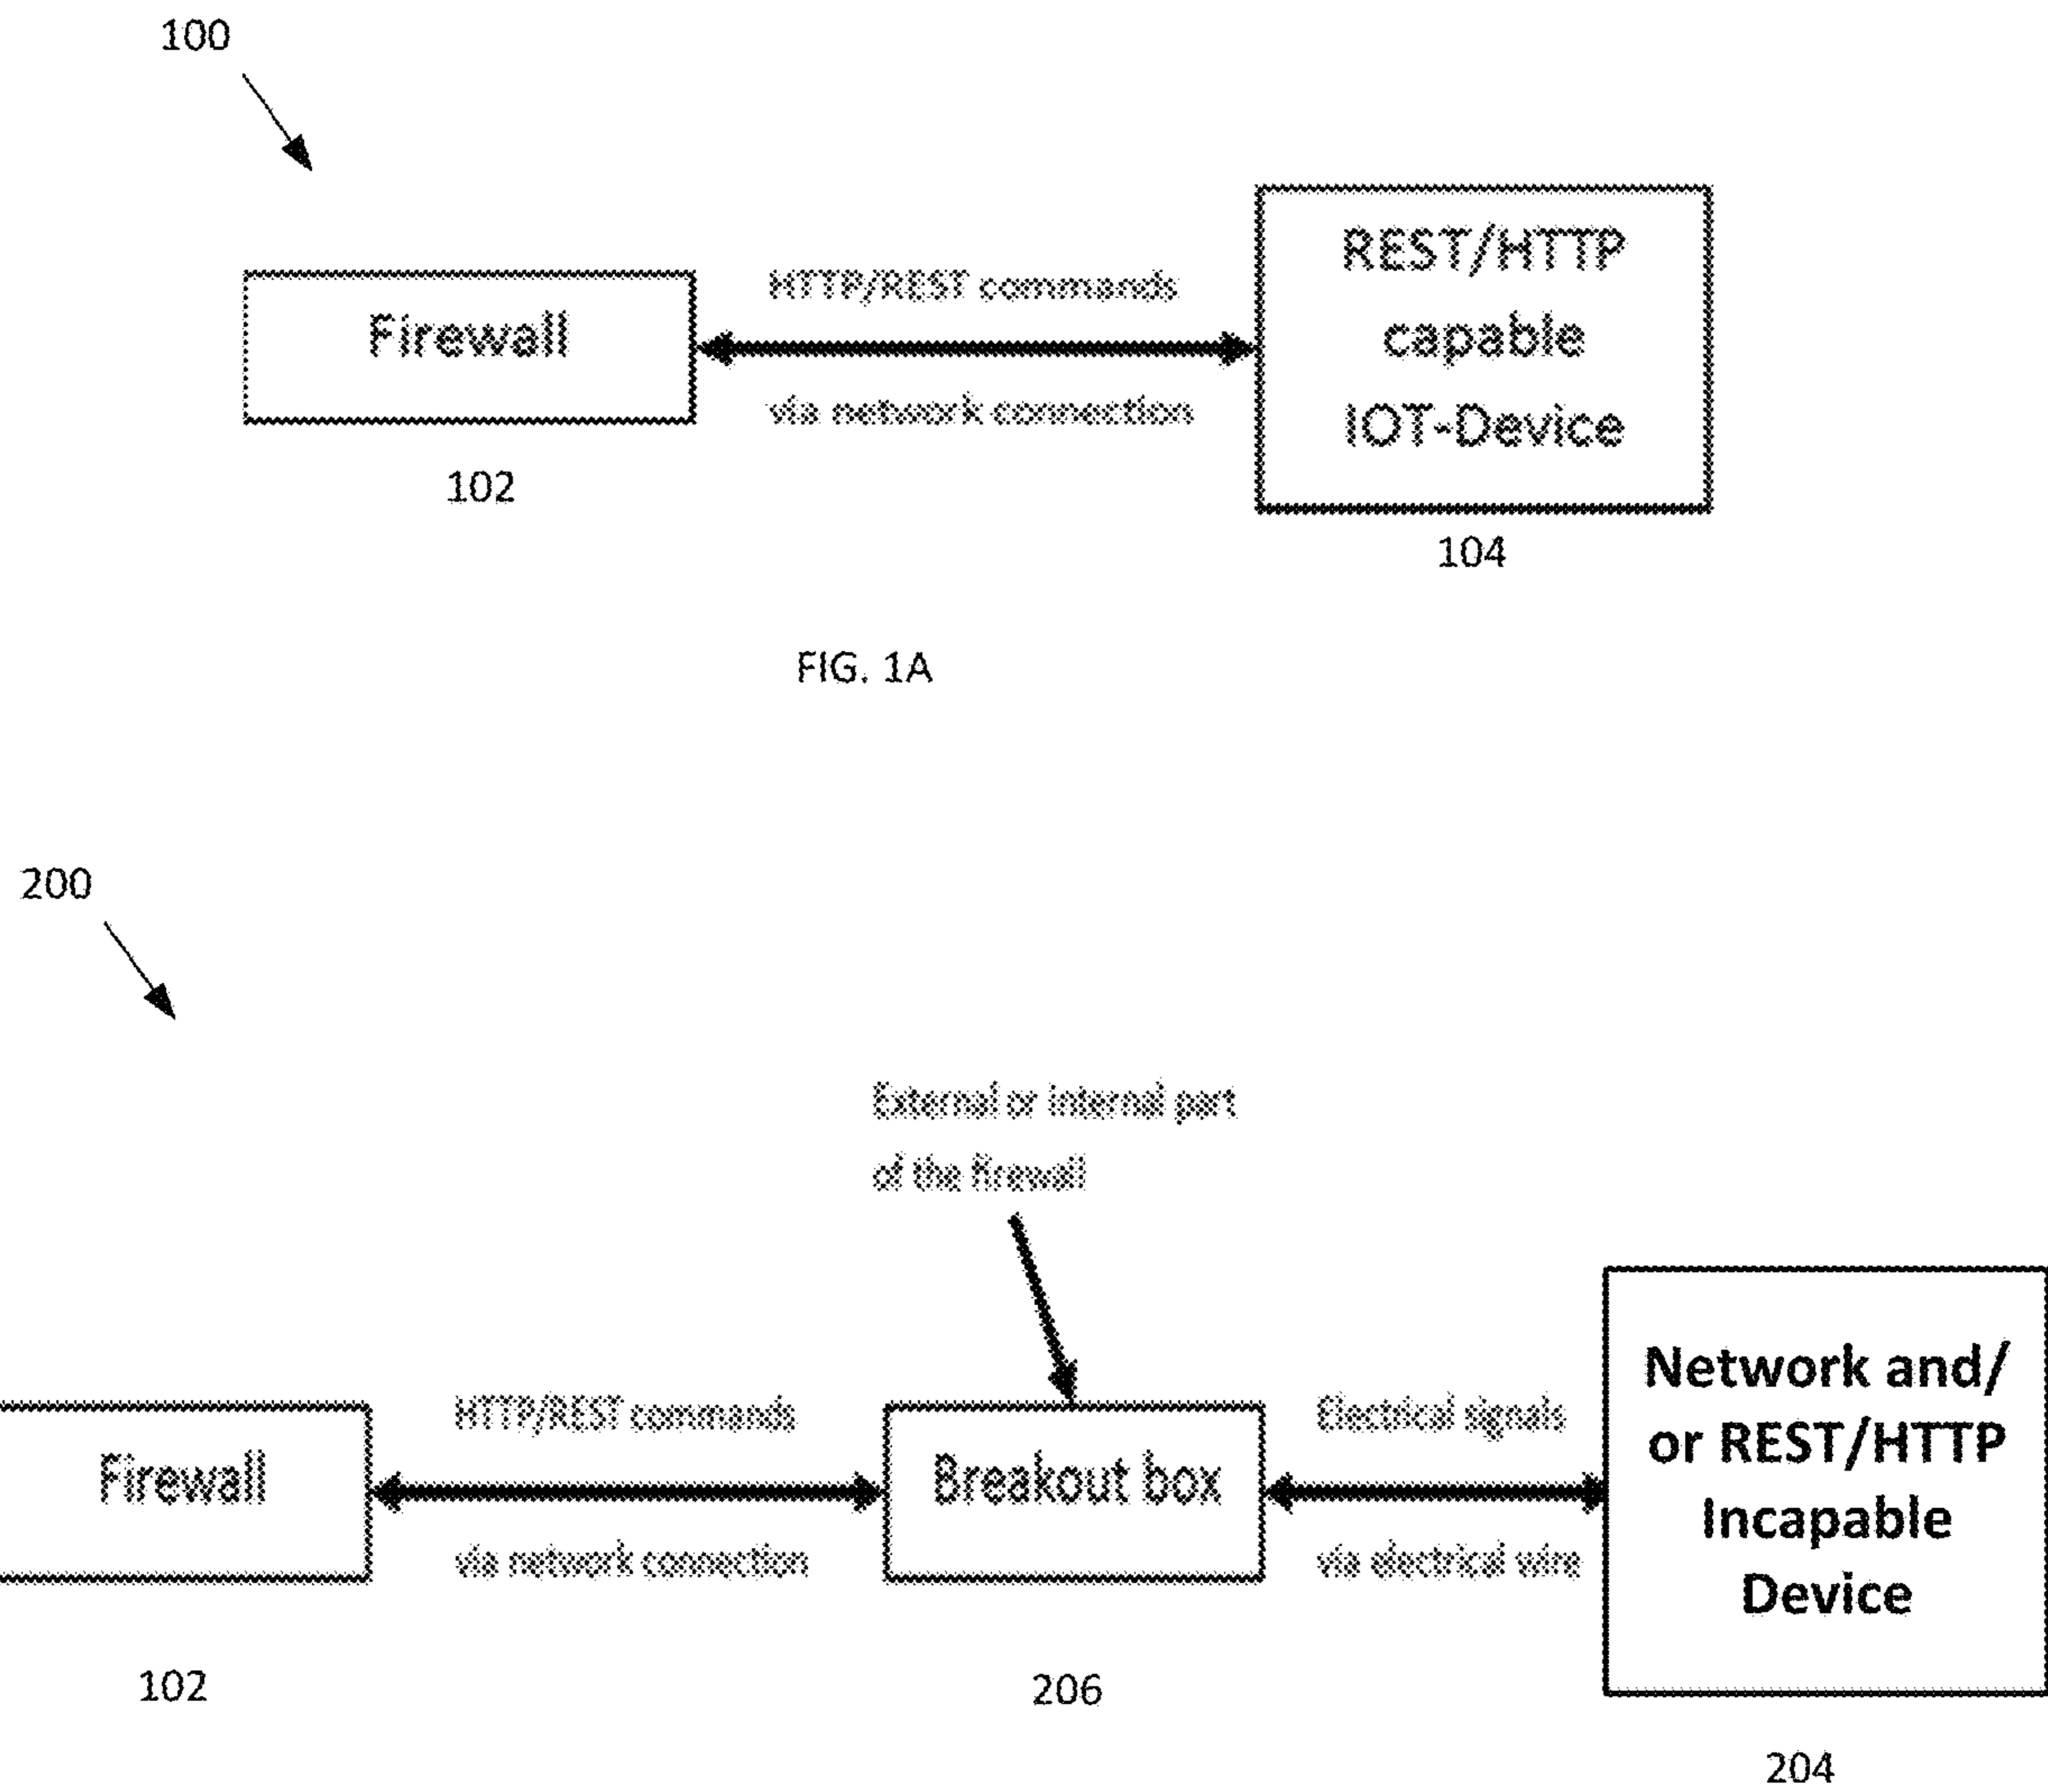 100
REST/HTTP
capable
IOT-Device
Firewall
HTTP/REST commands
via network connection
102
104
FIG. 1A
200
External or internal part
of the firewall
Firewall
HTTP/REST commands
via network connection
Breakout box
Electrical signals
via electrical wire
Network and/
or REST/HTTP
Incapable
Device
102
206
204